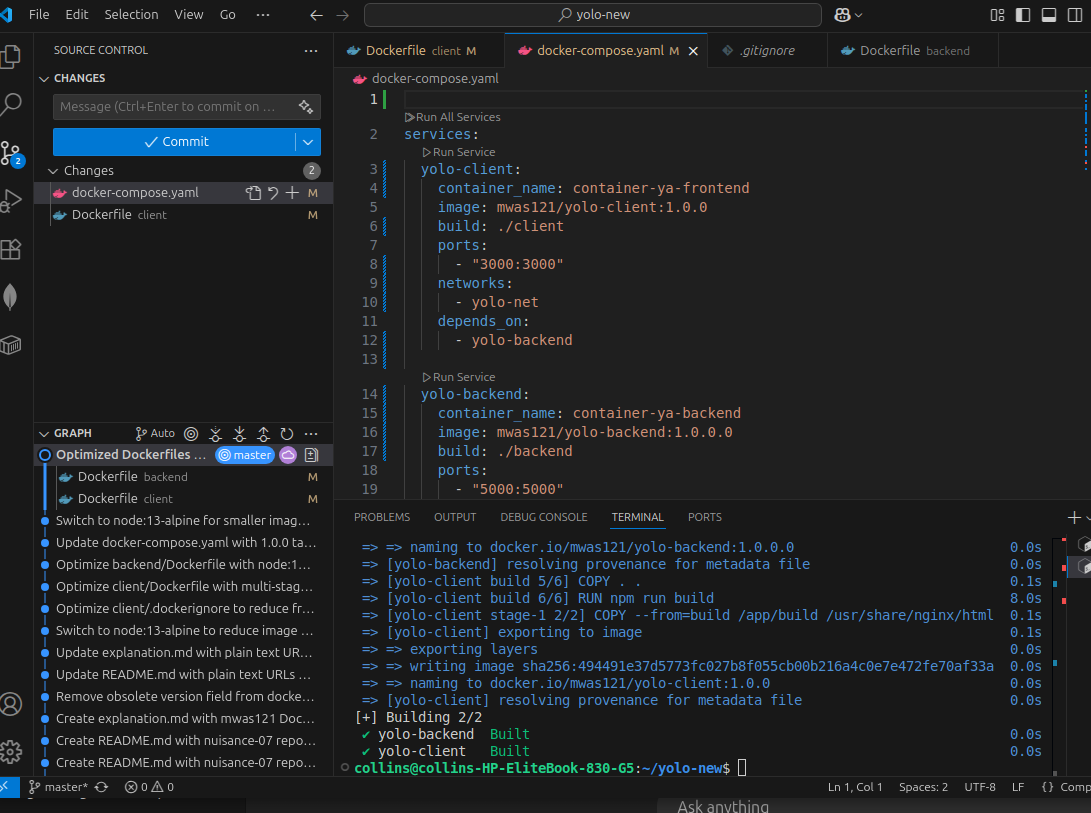 File Edit Selection View Go ··· yolo-new
SOURCE CONTROL ···
CHANGES
Message (Ctrl+Enter to commit on ...
Commit
Changes 2
docker-compose.yaml M
Dockerfile client M
2
GRAPH Auto ···
Optimized Dockerfiles ... master
Dockerfile backend M
Dockerfile client M
Switch to node:13-alpine for smaller imag...
Update docker-compose.yaml with 1.0.0 ta...
Optimize backend/Dockerfile with node:1...
Optimize client/Dockerfile with multi-stag...
Optimize client/.dockerignore to reduce fr...
Switch to node:13-alpine to reduce image ...
Update explanation.md with plain text UR...
Update README.md with plain text URLs ...
Remove obsolete version field from docke...
Create explanation.md with mwas121 Doc...
Create README.md with nuisance-07 repo...
Create README.md with nuisance-07 repo...
Dockerfile client M docker-compose.yaml M .gitignore Dockerfile backend
docker-compose.yaml
1
Run All Services
2 services:
Run Service
3 yolo-client:
4 container_name: container-ya-frontend
5 image: mwas121/yolo-client:1.0.0
6 build: ./client
7 ports:
8 - "3000:3000"
9 networks:
10 - yolo-net
11 depends_on:
12 - yolo-backend
13
Run Service
14 yolo-backend:
15 container_name: container-ya-backend
16 image: mwas121/yolo-backend:1.0.0.0
17 build: ./backend
18 ports:
19 - "5000:5000"
PROBLEMS OUTPUT DEBUG CONSOLE TERMINAL PORTS
=> => naming to docker.io/mwas121/yolo-backend:1.0.0.0 0.0s
=> [yolo-backend] resolving provenance for metadata file 0.0s
=> [yolo-client build 5/6] COPY . . 0.1s
=> [yolo-client build 6/6] RUN npm run build 8.0s
=> [yolo-client stage-1 2/2] COPY --from=build /app/build /usr/share/nginx/html 0.1s
=> [yolo-client] exporting to image 0.1s
=> => exporting layers 0.0s
=> => writing image sha256:494491e37d5773fc027b8f055cb00b216a4c0e7e472fe70af33a 0.0s
=> => naming to docker.io/mwas121/yolo-client:1.0.0 0.0s
=> [yolo-client] resolving provenance for metadata file 0.0s
[+] Building 2/2
✔ yolo-backend Built 0.0s
✔ yolo-client Built 0.0s
collins@collins-HP-EliteBook-830-G5:~/yolo-new$
master* 0 0 Ln 1, Col 1 Spaces: 2 UTF-8 LF {} Comp
Ask anything